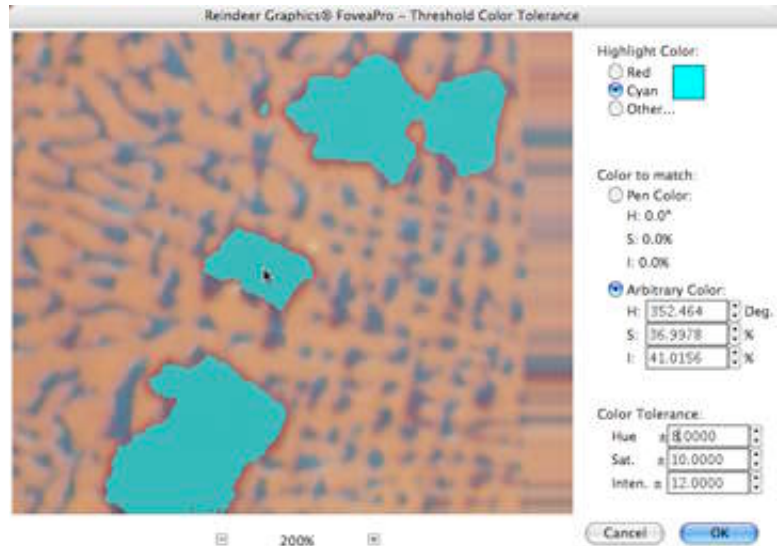 Reindeer Graphics® FoveaPro – Threshold Color Tolerance
Highlight Color:
Red
Cyan
Other...
Color to match:
Pen Color:
H: 0.0°
S: 0.0%
I: 0.0%
Arbitrary Color:
H: 352.464 Deg.
S: 36.9978 %
I: 41.0156 %
Color Tolerance:
Hue ± 8.0000
Sat. ± 10.0000
Inten. ± 12.0000
200%
Cancel OK